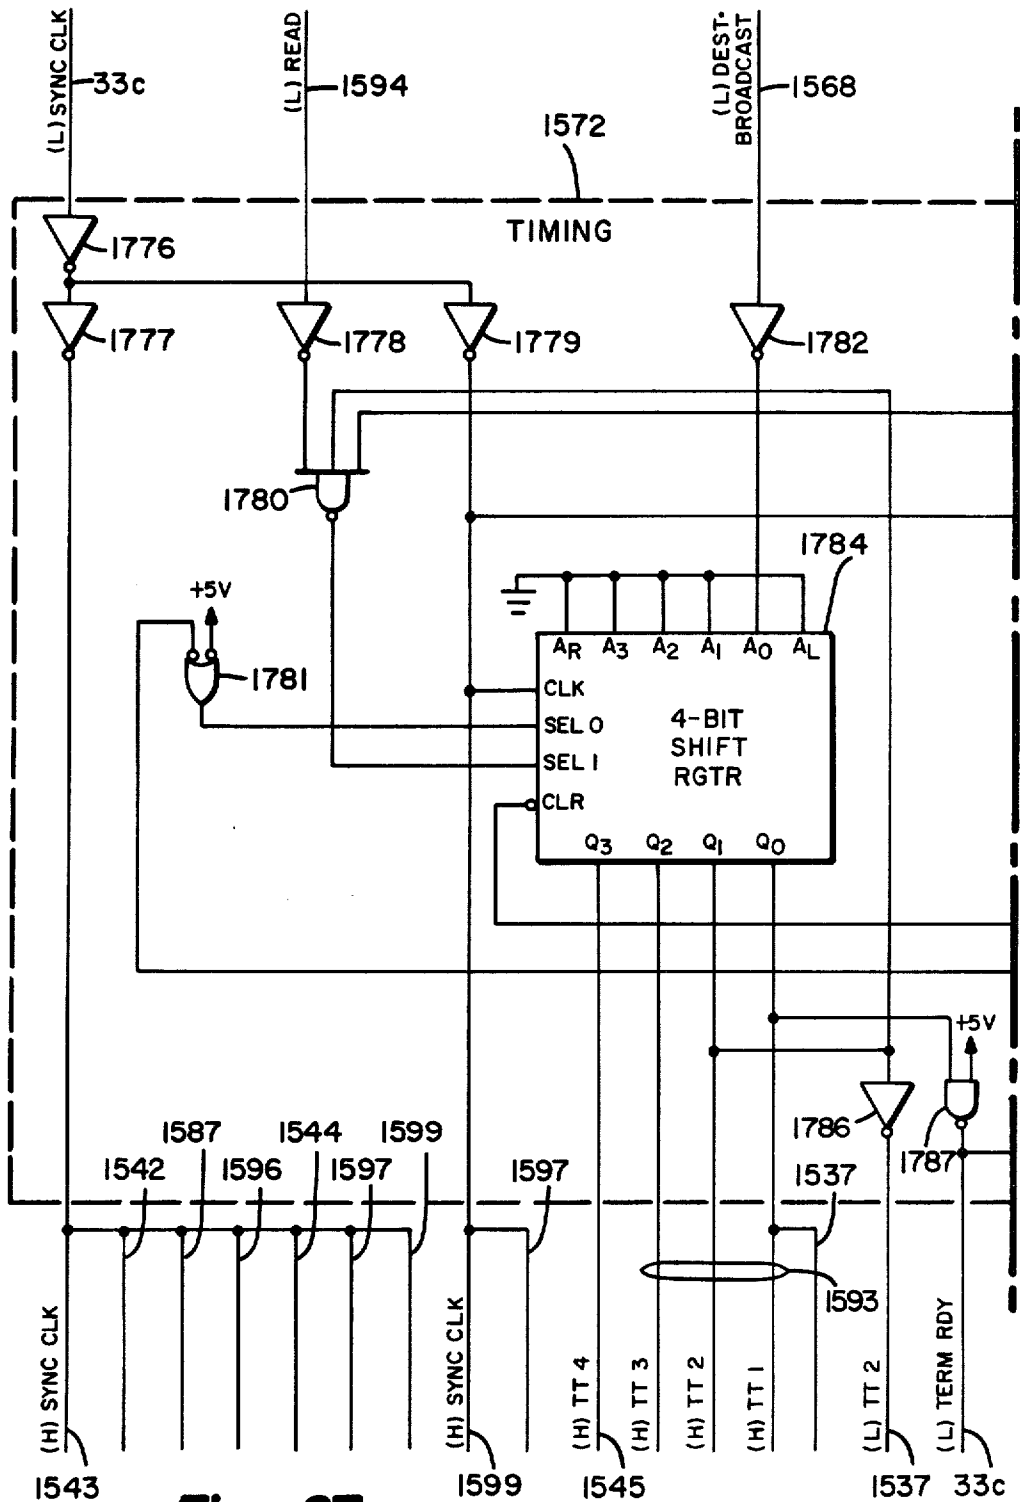 (L) SYNC CLK
33c
(L) READ
1594
(L) DEST·
BROADCAST
1568
1572
TIMING
1776
1777
1778
1779
1782
1780
1784
+5V
1781
AR A3 A2 A1 A0 AL
CLK
SEL 0
SEL 1
CLR
4-BIT
SHIFT
RGTR
Q3 Q2 Q1 Q0
+5V
1786
1787
1542
1587
1596
1544
1597
1599
1597
1537
1593
(H) SYNC CLK
(H) SYNC CLK
(H) TT 4
(H) TT 3
(H) TT 2
(H) TT 1
(L) TT 2
(L) TERM RDY
1543
1599
1545
1537
33c